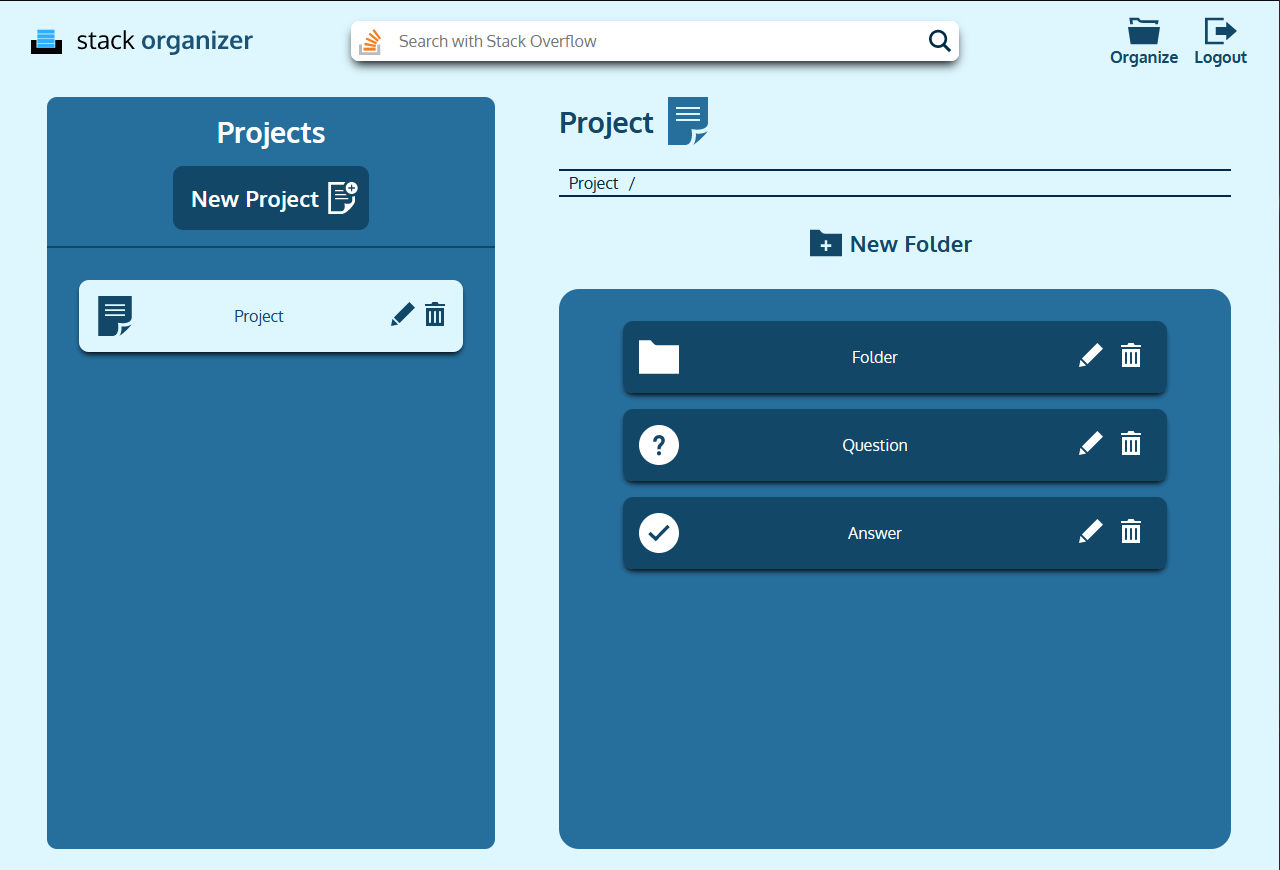 stack organizer
Search with Stack Overflow
Organize
Logout
Projects
New Project
Project
Project
Project /
New Folder
Folder
Question
Answer